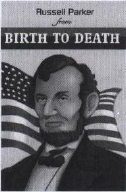 Russell Parker
from
BIRTH TO DEATH